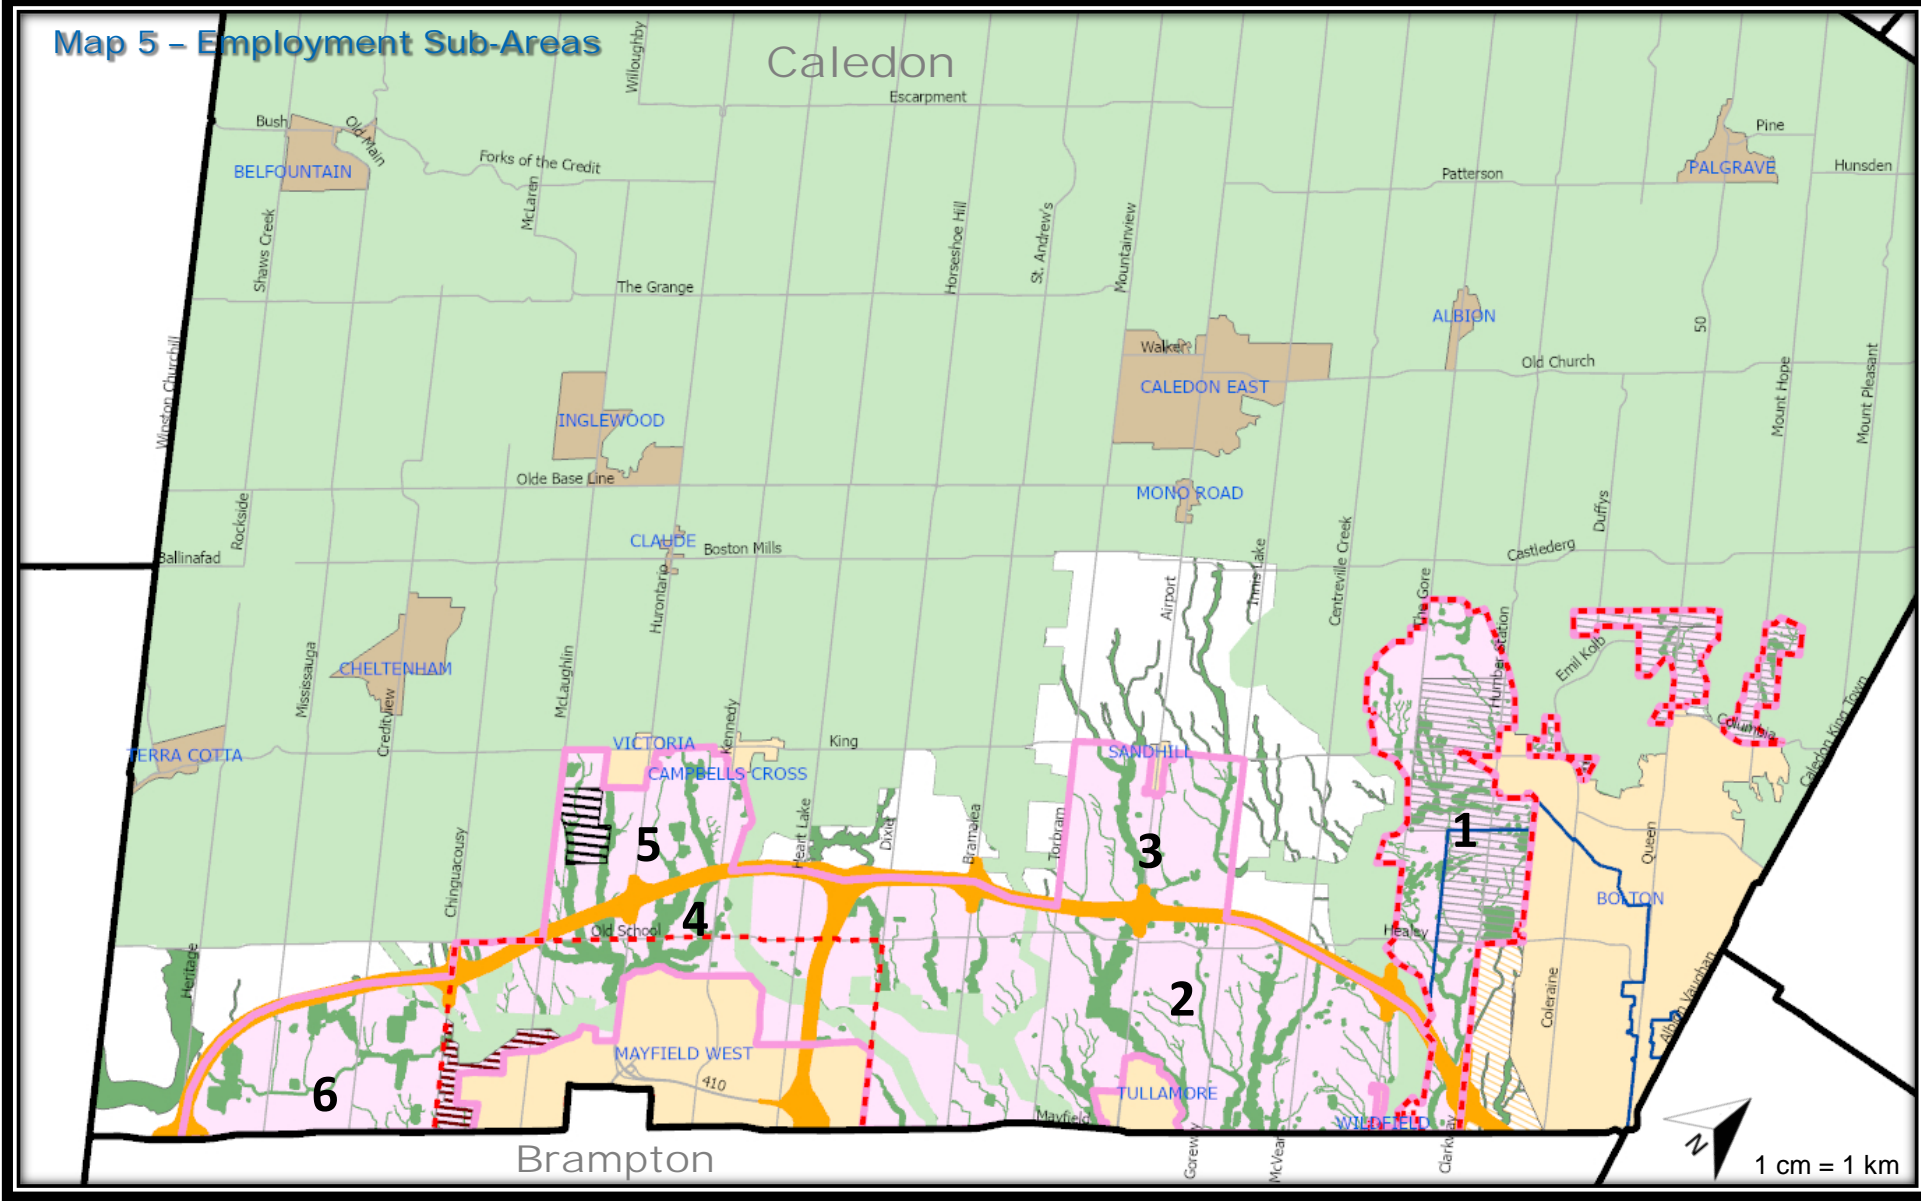 Map 5 – Employment Sub-Areas
Caledon
Willoughby
Escarpment
Bush
Old Main
BELFOUNTAIN
Forks of the Credit
McLaren
Pine
PALGRAVE
Hunsden
Patterson
Shaws Creek
Horseshoe Hill
St. Andrew's
Mountainview
The Grange
ALBION
50
Winston Churchill
Walker
CALEDON EAST
Old Church
Mount Hope
Mount Pleasant
INGLEWOOD
Olde Base Line
MONO ROAD
Rockside
Duffys
CLAUDE
Boston Mills
Ballinafad
Castlederg
Hurontario
Airport
Innis Lake
Centreville Creek
The Gore
Humber Station
Emil Kolb
CHELTENHAM
Mississauga
Creditview
McLaughlin
Kennedy
Columbia
Caledon King Town
TERRA COTTA
VICTORIA
King
SANDHILL
CAMPBELLS CROSS
Chinguacousy
5
Heart Lake
Dixie
Bramalea
Torbram
3
1
Queen
BOLTON
4
Old School
Healey
Heritage
2
Coleraine
Albion Vaughan
MAYFIELD WEST
410
6
TULLAMORE
Mayfield
WILDFIELD
Goreway
McVean
Clarkway
Brampton
N
1 cm = 1 km